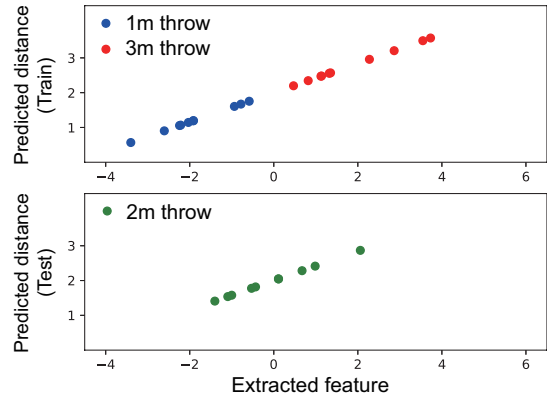 1m throw
3m throw
Predicted distance
(Train)
3
2
1
−4 −2 0 2 4 6
2m throw
Predicted distance
(Test)
3
2
1
−4 −2 0 2 4 6
Extracted feature